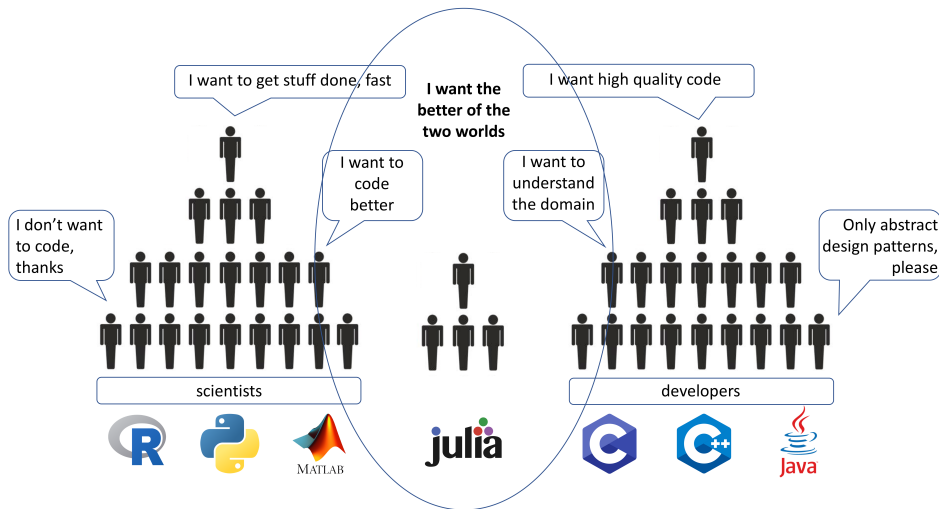 I want to get stuff done, fast
I want the
better of the
two worlds
I want high quality code
I want to
code
better
I want to
understand
the domain
I don’t want
to code,
thanks
Only abstract
design patterns,
please
scientists
developers
R
MATLAB
julia
C
C++
Java